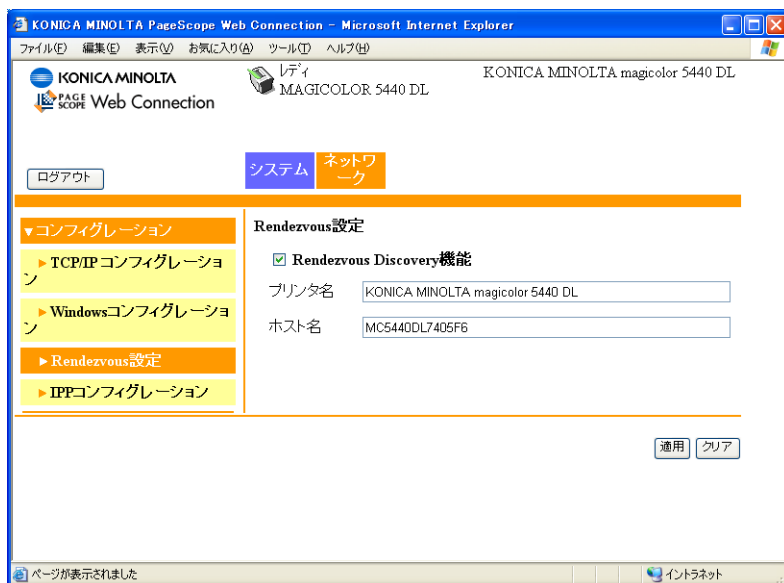 KONICA MINOLTA PageScope Web Connection - Microsoft Internet Explorer
ファイル(F) 編集(E) 表示(V) お気に入り(A) ツール(T) ヘルプ(H)
KONICA MINOLTA
PAGE SCOPE Web Connection
レディ
MAGICOLOR 5440 DL
KONICA MINOLTA magicolor 5440 DL
ログアウト
システム
ネットワ
ーク
▼コンフィグレーション
►TCP/IPコンフィグレーショ
ン
►Windowsコンフィグレーショ
ン
►Rendezvous設定
►IPPコンフィグレーション
Rendezvous設定
Rendezvous Discovery機能
プリンタ名 KONICA MINOLTA magicolor 5440 DL
ホスト名 MC5440DL7405F6
適用 クリア
ページが表示されました イントラネット